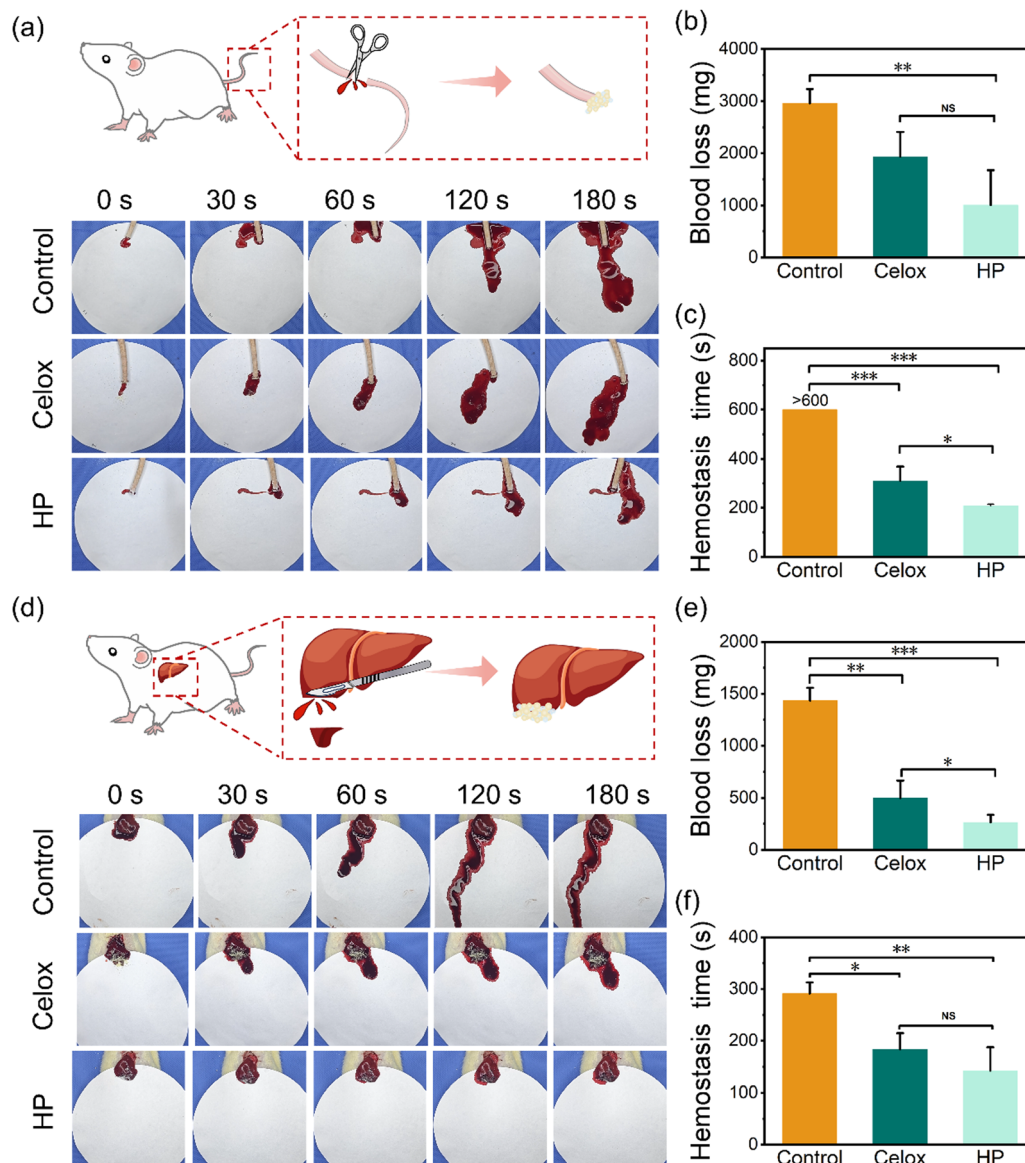 (a)
0 s 30 s 60 s 120 s 180 s
Control
Celox
HP
(b)
Blood loss (mg)
4000
3000
2000
1000
0
**
NS
Control Celox HP
(c)
Hemostasis time (s)
800
600
400
200
0
>600
***
***
*
Control Celox HP
(d)
0 s 30 s 60 s 120 s 180 s
Control
Celox
HP
(e)
Blood loss (mg)
2000
1500
1000
500
0
***
**
*
Control Celox HP
(f)
Hemostasis time (s)
400
300
200
100
0
**
*
NS
Control Celox HP